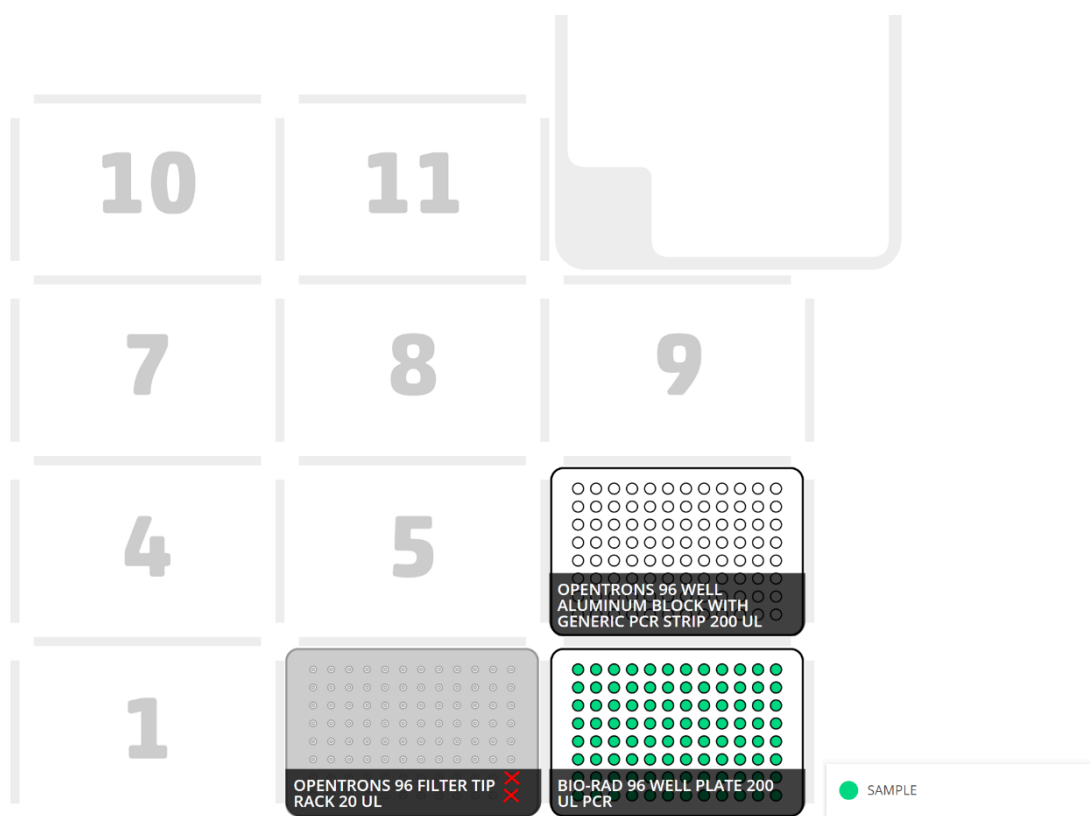 10
11
7
8
9
4
5
OPENTRONS 96 WELL
ALUMINUM BLOCK WITH
GENERIC PCR STRIP 200 UL
1
OPENTRONS 96 FILTER TIP
RACK 20 UL
BIO-RAD 96 WELL PLATE 200
UL PCR
SAMPLE